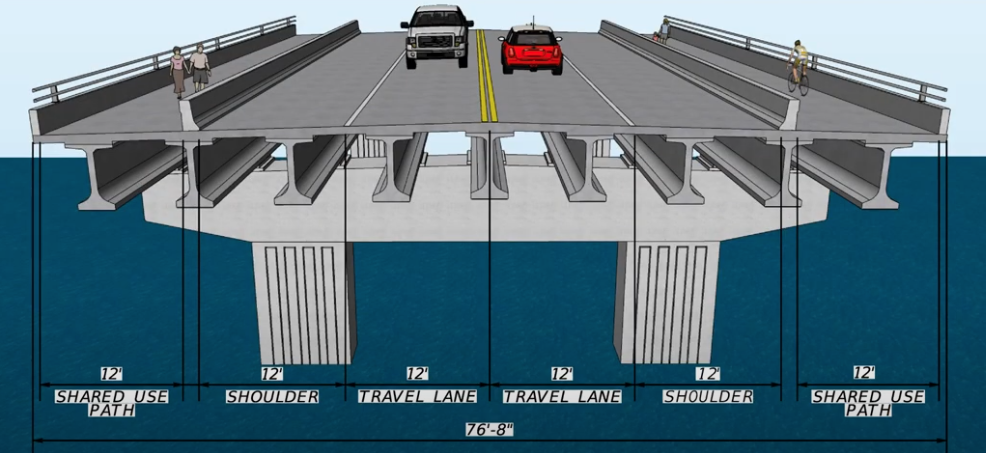 12' 12' 12' 12' 12' 12'
SHARED USE PATH SHOULDER TRAVEL LANE TRAVEL LANE SHOULDER SHARED USE PATH
76'-8"